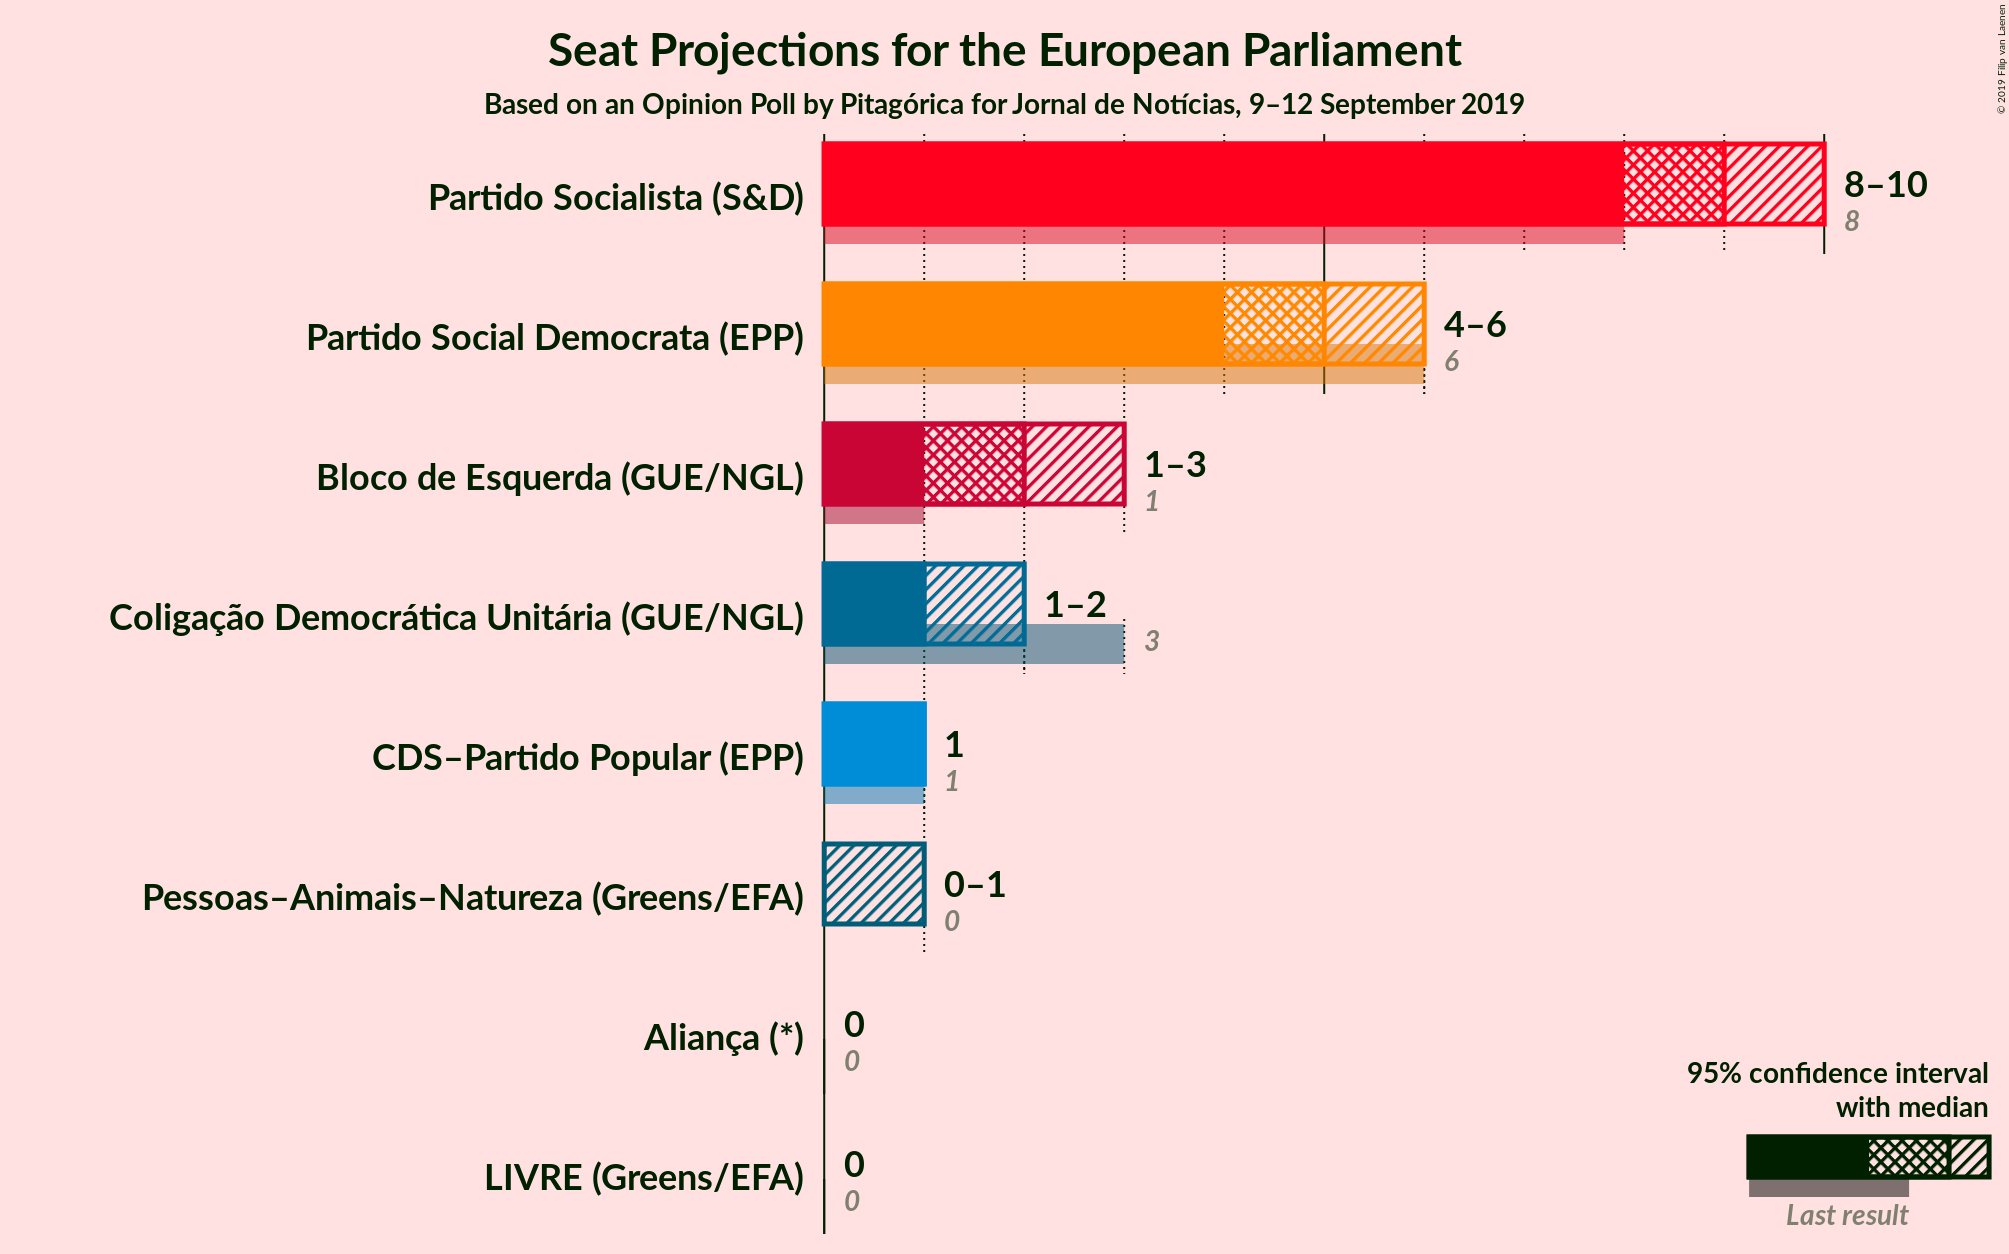 Seat Projections for the European Parliament
Based on an Opinion Poll by Pitagórica for Jornal de Notícias, 9–12 September 2019
© 2019 Filip van Laenen
Partido Socialista (S&D)
8–10
8
Partido Social Democrata (EPP)
4–6
6
Bloco de Esquerda (GUE/NGL)
1–3
1
Coligação Democrática Unitária (GUE/NGL)
1–2
3
CDS–Partido Popular (EPP)
1
1
Pessoas–Animais–Natureza (Greens/EFA)
0–1
0
Aliança (*)
0
0
LIVRE (Greens/EFA)
0
0
95% confidence interval
with median
Last result